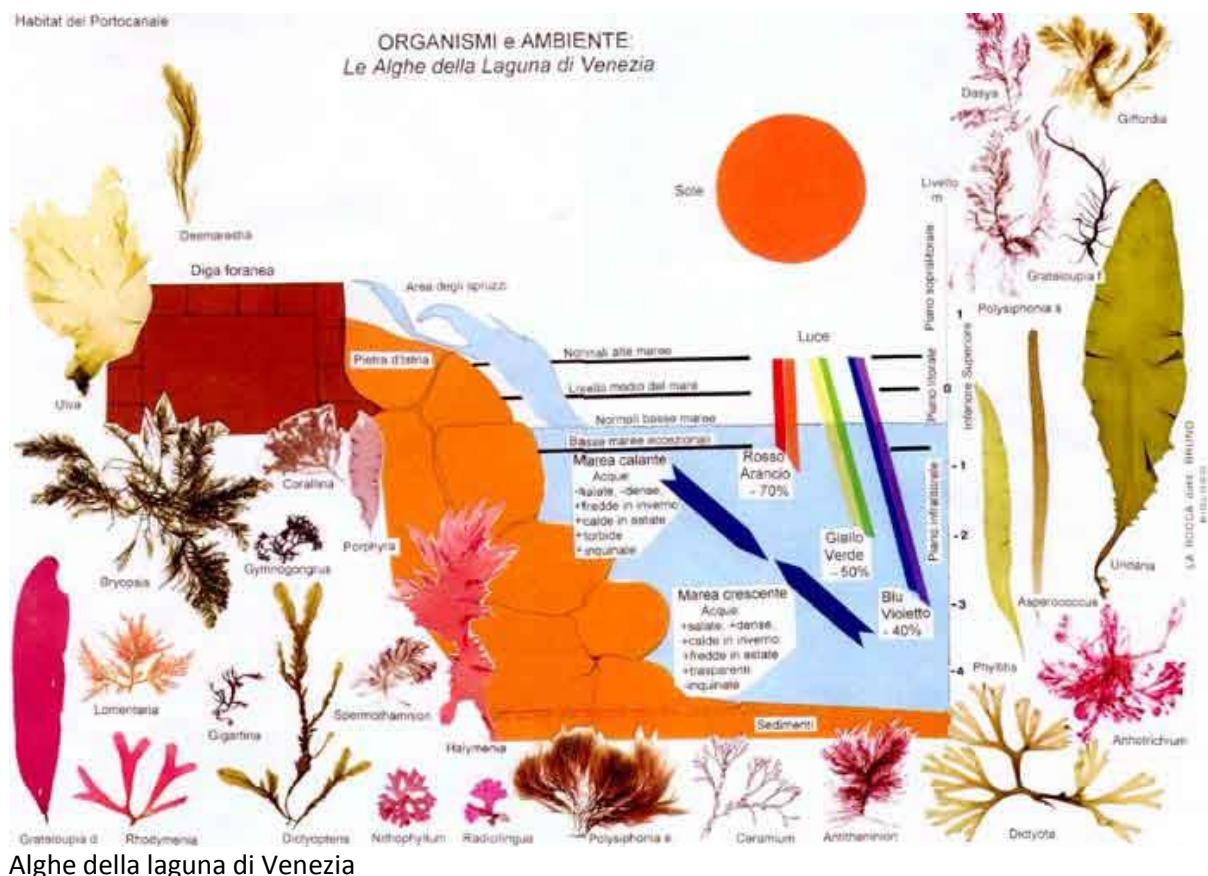 Habitat del Portocanale
ORGANISMI e AMBIENTE:
Le Alghe della Laguna di Venezia
Dasya
Giffordia
Sole
Livello
m
Desmarestia
Diga foranea
Area degli spruzzi
Grateloupia f
Polysiphonia s
Piano sopralitorale
1
Luce
Pietra d'Istria
Normali alte maree
Livello medio del mare
0
Piano litorale
Inferiore Superiore
Ulva
Normali basse maree
Basse maree eccezionali
Marea calante
Acque:
-salate, -dense,
+fredde in inverno
+calde in estate
+torbide
+inquinate
Rosso
Arancio
- 70%
-1
Piano infralitorale
LA ROCCA dott. BRUNO
BIOLOGO
Corallina
Porphyra
Giallo
Verde
- 50%
-2
Bryopsis
Gymnogongrus
Undaria
Marea crescente
Acque:
+salate, +dense,
+calde in inverno
+fredde in estate
+trasparenti
-inquinate
Blu
Violetto
- 40%
-3
Asperococcus
-4
Phyllitis
Lomentaria
Gigartina
Spermothamnion
Halymenia
Sedimenti
Grateloupia d
Rhodymenia
Dictyopteris
Nithophyllum
Radiolingua
Polysiphonia e
Ceramium
Antithamnion
Dictyota
Alghe della laguna di Venezia